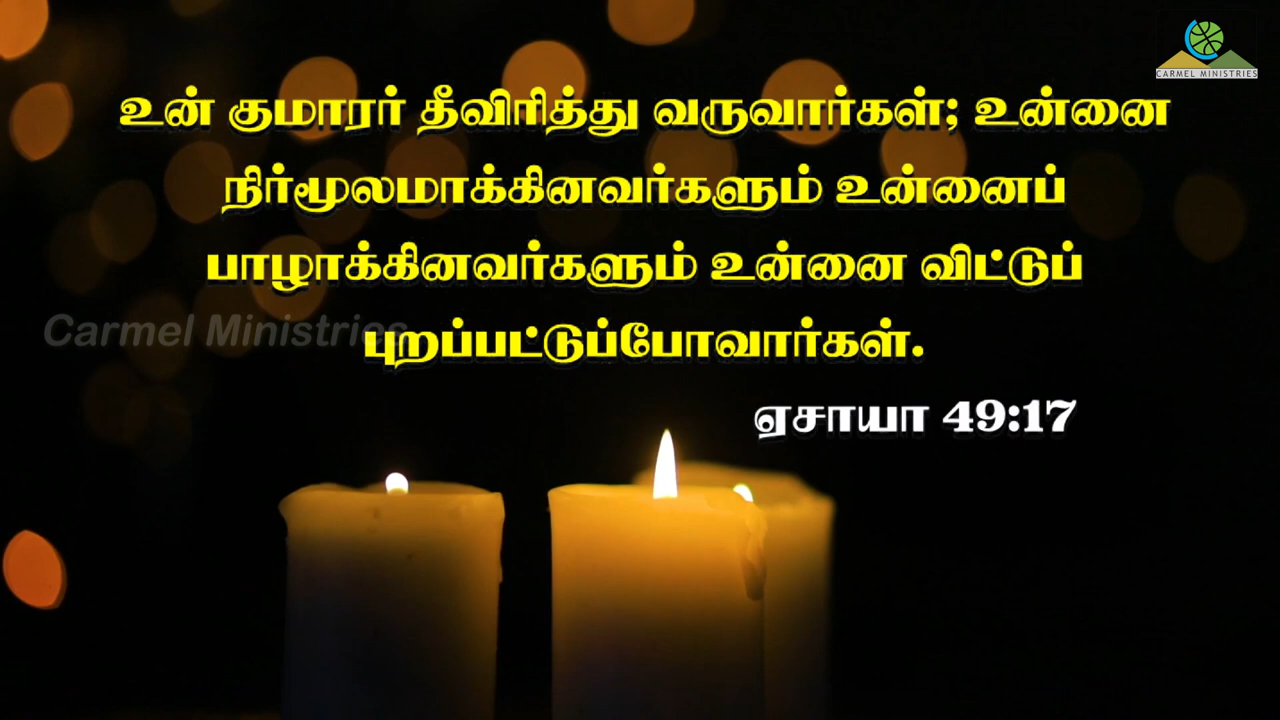 CARMEL MINISTRIES
உன் குமாரர் தீவிரித்து வருவார்கள்; உன்னை
நிர்மூலமாக்கினவர்களும் உன்னைப்
பாழாக்கினவர்களும் உன்னை விட்டுப்
புறப்பட்டுப்போவார்கள்.
Carmel Ministries
ஏசாயா 49:17